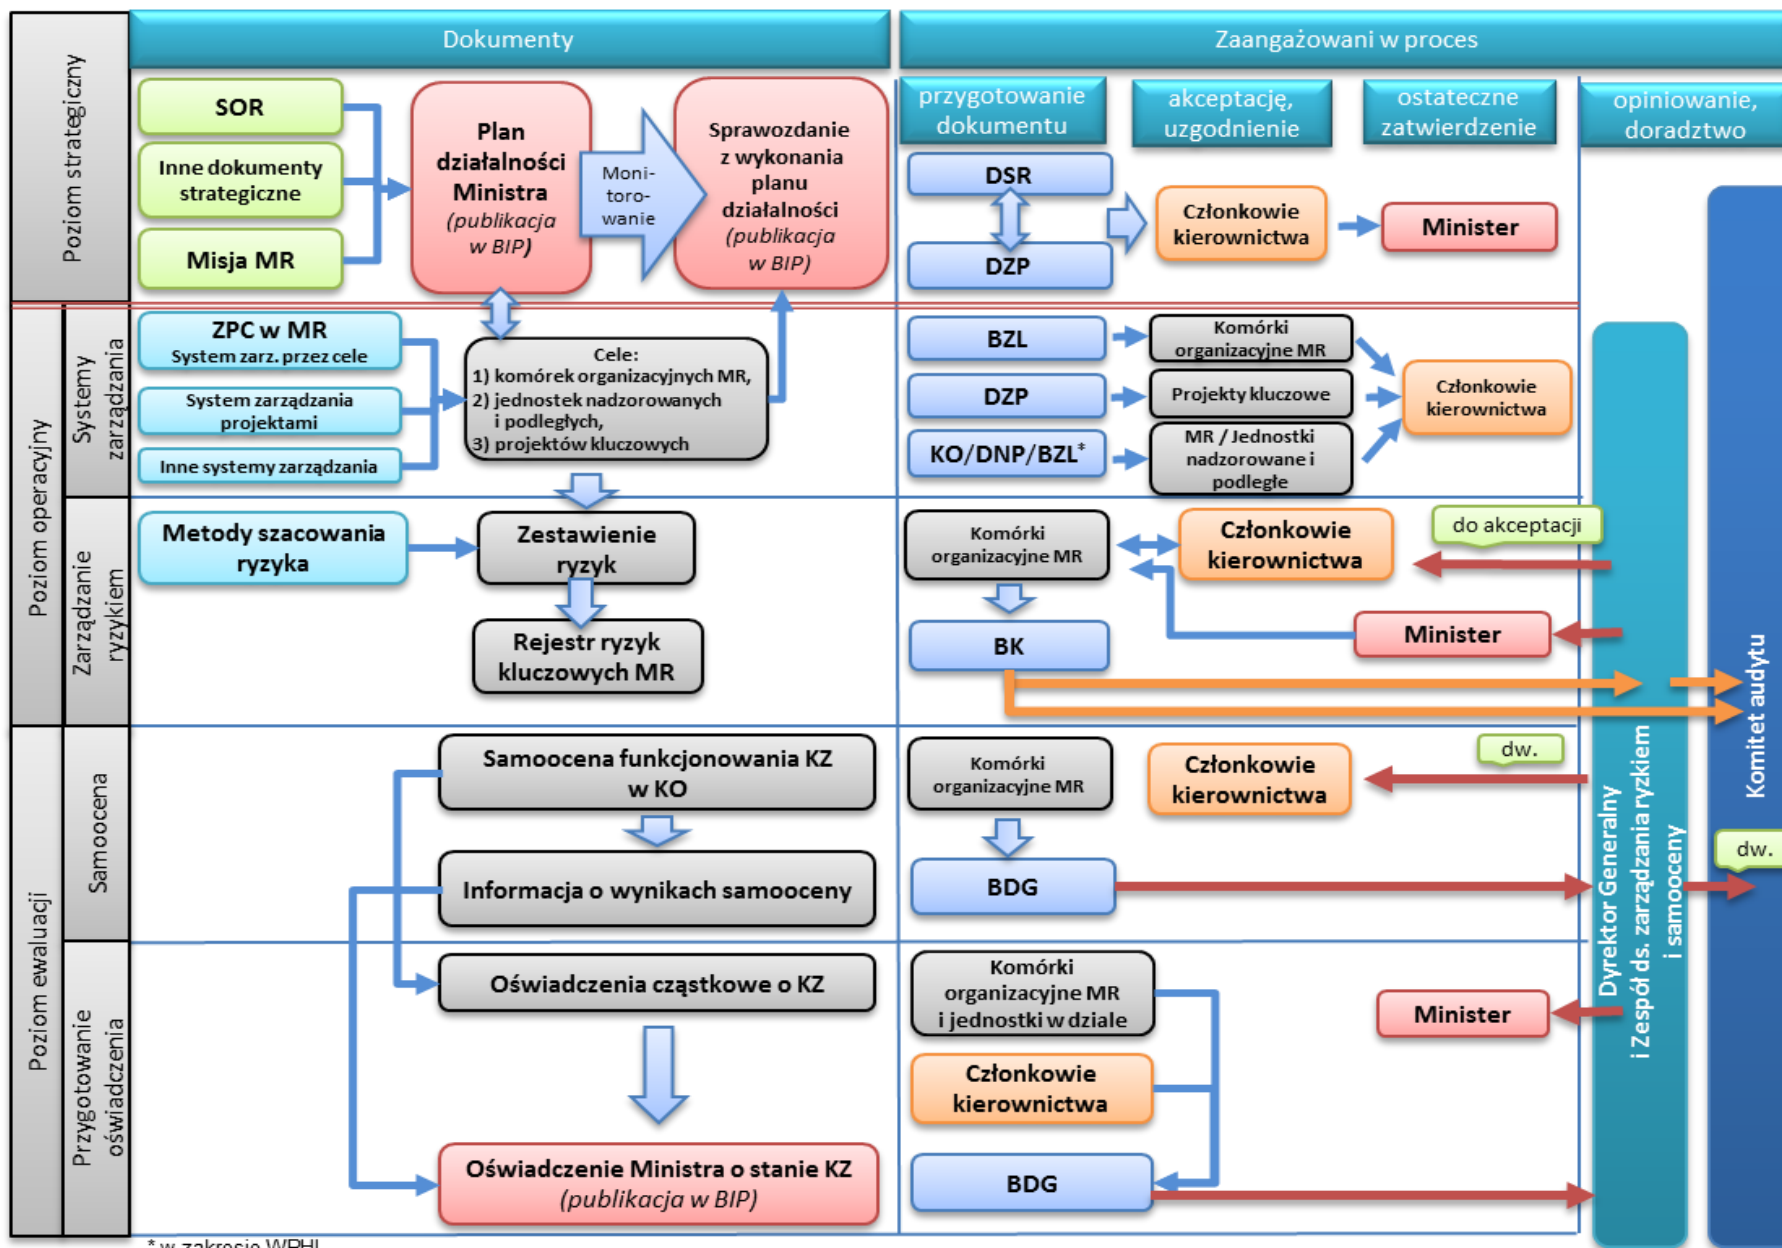 Dokumenty
Zaangażowani w proces
przygotowanie
dokumentu
akceptację,
uzgodnienie
ostateczne
zatwierdzenie
opiniowanie,
doradztwo
Poziom strategiczny
SOR
Inne dokumenty
strategiczne
Misja MR
Plan
działalności
Ministra
(publikacja
w BIP)
Moni-
toro-
wanie
Sprawozdanie
z wykonania
planu
działalności
(publikacja
w BIP)
DSR
DZP
Członkowie
kierownictwa
Minister
Poziom operacyjny
Systemy
zarządzania
ZPC w MR
System zarz. przez cele
System zarządzania
projektami
Inne systemy zarządzania
Cele:
1) komórek organizacyjnych MR,
2) jednostek nadzorowanych
i podległych,
3) projektów kluczowych
BZL
DZP
KO/DNP/BZL*
Komórki
organizacyjne MR
Projekty kluczowe
MR / Jednostki
nadzorowane i
podległe
Członkowie
kierownictwa
Zarządzanie
ryzykiem
Metody szacowania
ryzyka
Zestawienie
ryzyk
Rejestr ryzyk
kluczowych MR
Komórki
organizacyjne MR
BK
Członkowie
kierownictwa
do akceptacji
Minister
Poziom ewaluacji
Samoocena
Samoocena funkcjonowania KZ
w KO
Informacja o wynikach samooceny
Komórki
organizacyjne MR
BDG
Członkowie
kierownictwa
dw.
dw.
Dyrektor Generalny
i Zespół ds. zarządzania ryzkiem
i samooceny
Komitet audytu
Przygotowanie
oświadczenia
Oświadczenia cząstkowe o KZ
Oświadczenie Ministra o stanie KZ
(publikacja w BIP)
Komórki
organizacyjne MR
i jednostki w dziale
Członkowie
kierownictwa
BDG
Minister
* w zakresie WPHI